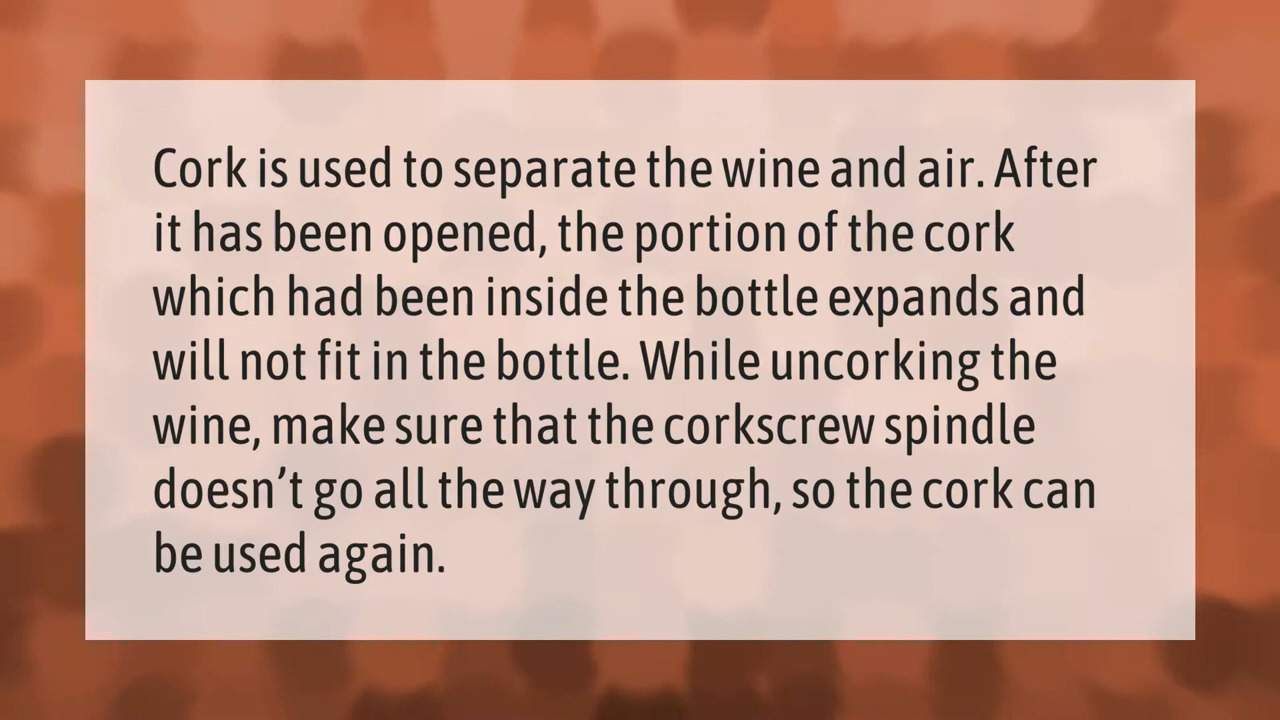 Cork is used to separate the wine and air. After
it has been opened, the portion of the cork
which had been inside the bottle expands and
will not fit in the bottle. While uncorking the
wine, make sure that the corkscrew spindle
doesn’t go all the way through, so the cork can
be used again.